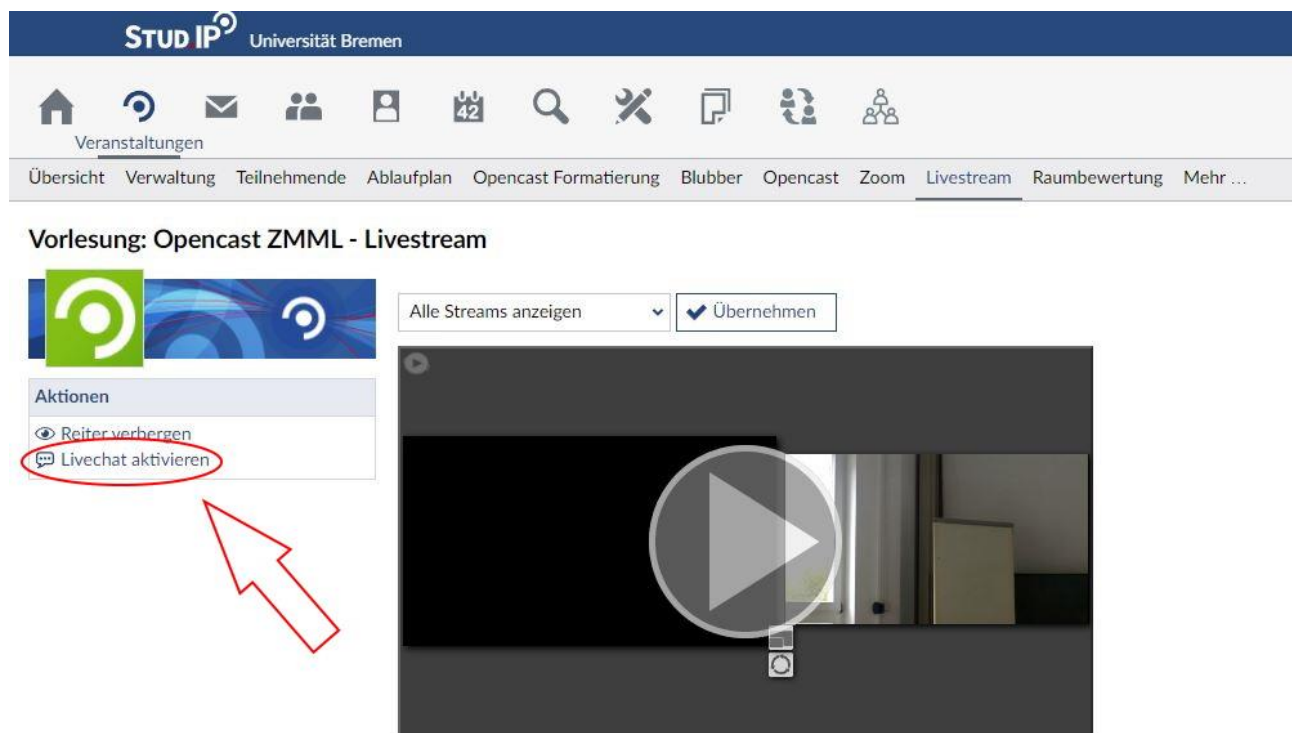 STUD.IP Universität Bremen
42
Veranstaltungen
Übersicht Verwaltung Teilnehmende Ablaufplan Opencast Formatierung Blubber Opencast Zoom Livestream Raumbewertung Mehr ...
Vorlesung: Opencast ZMML - Livestream
Alle Streams anzeigen Übernehmen
Aktionen
Reiter verbergen
Livechat aktivieren